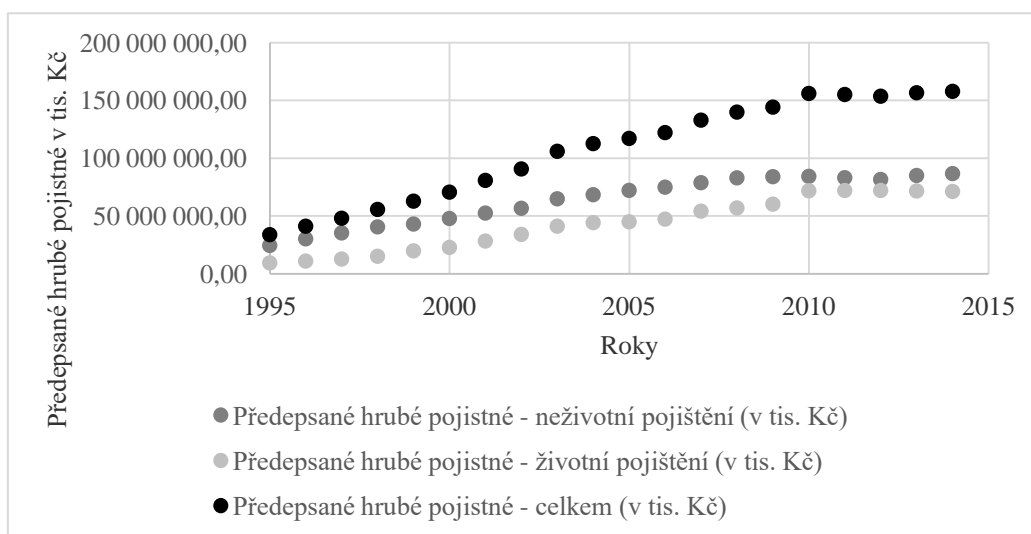 Předepsané hrubé pojistné v tis. Kč
200 000 000,00
150 000 000,00
100 000 000,00
50 000 000,00
0,00
1995 2000 2005 2010 2015
Roky
Předepsané hrubé pojistné - neživotní pojištění (v tis. Kč)
Předepsané hrubé pojistné - životní pojištění (v tis. Kč)
Předepsané hrubé pojistné - celkem (v tis. Kč)